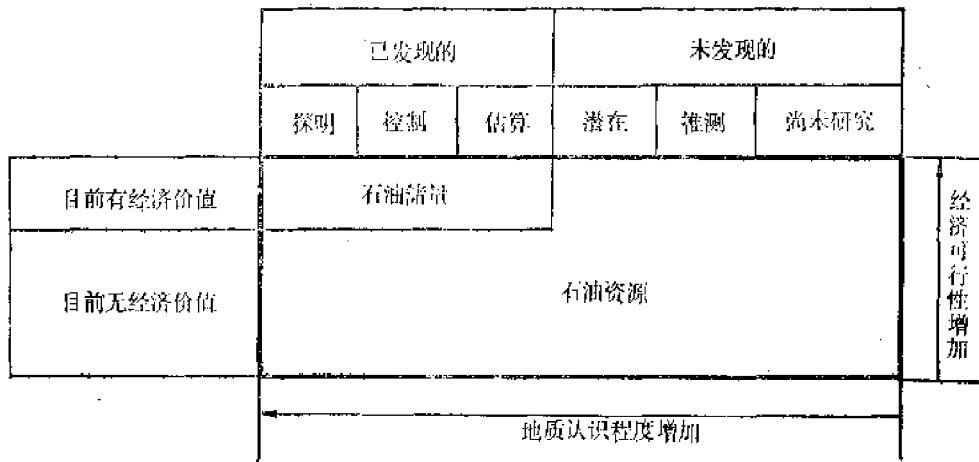 已发现的 未发现的
探明 控制 估算 潜在 推测 尚未研究
目前有经济价值 石油储量
目前无经济价值 石油资源
经济可行性增加
地质认识程度增加